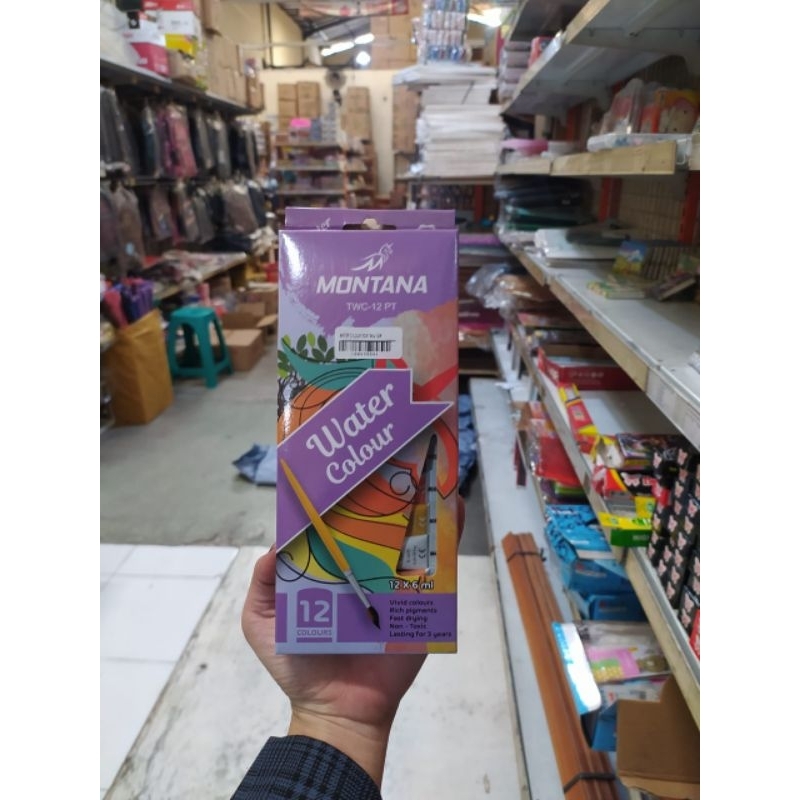 MONTANA
TWC-12 PT
Water
Colour
12 X 6 ml
12
COLOURS
Vivid colours
Rich pigments
Fast drying
Non - Toxic
Lasting for 3 years